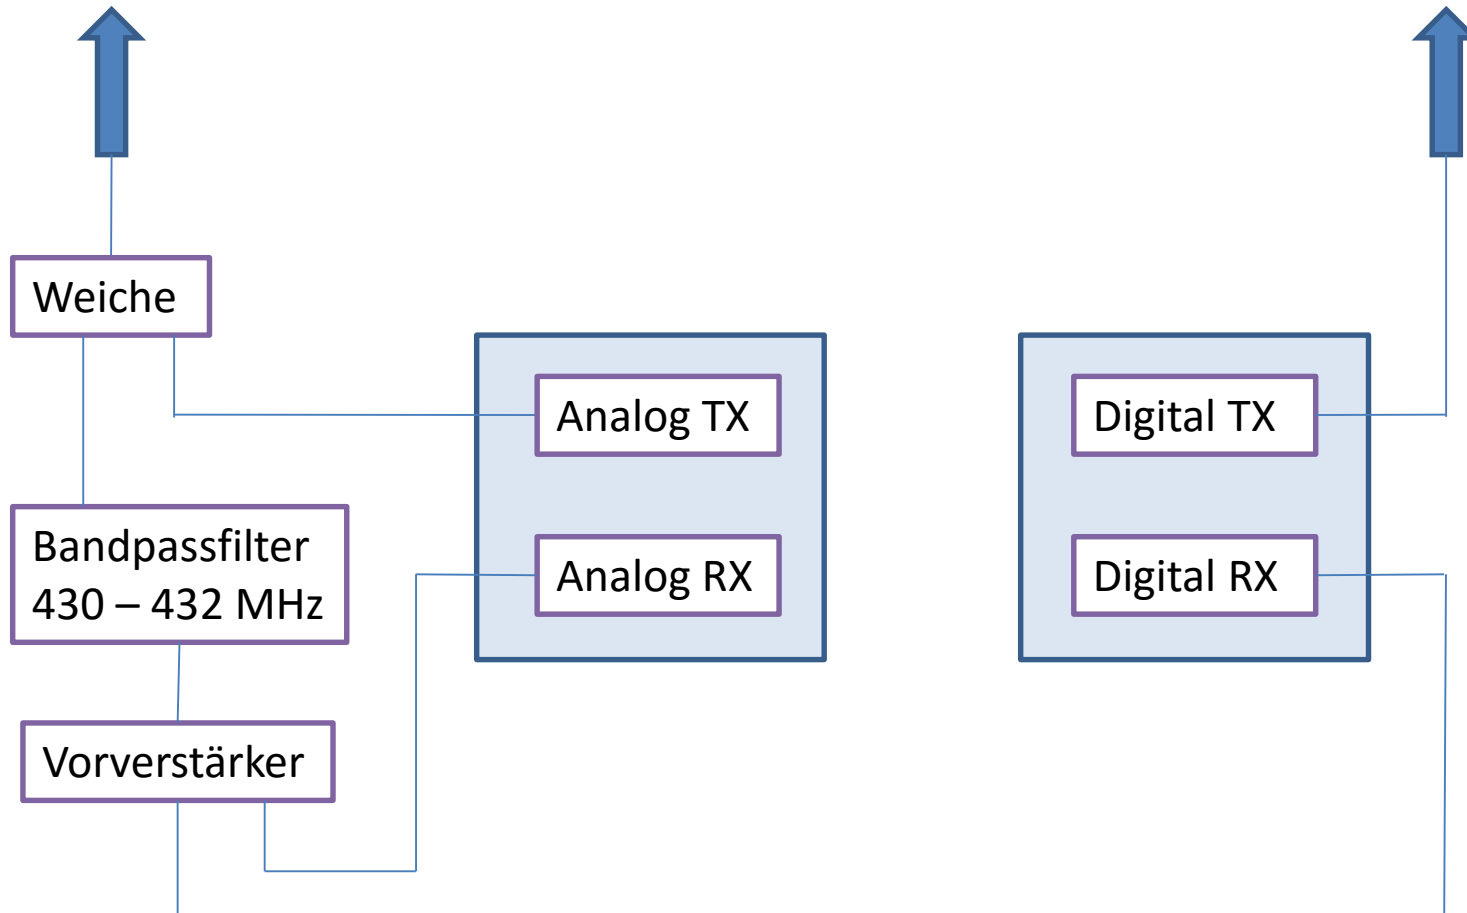 Weiche
Analog TX
Digital TX
Bandpassfilter
430 – 432 MHz
Analog RX
Digital RX
Vorverstärker